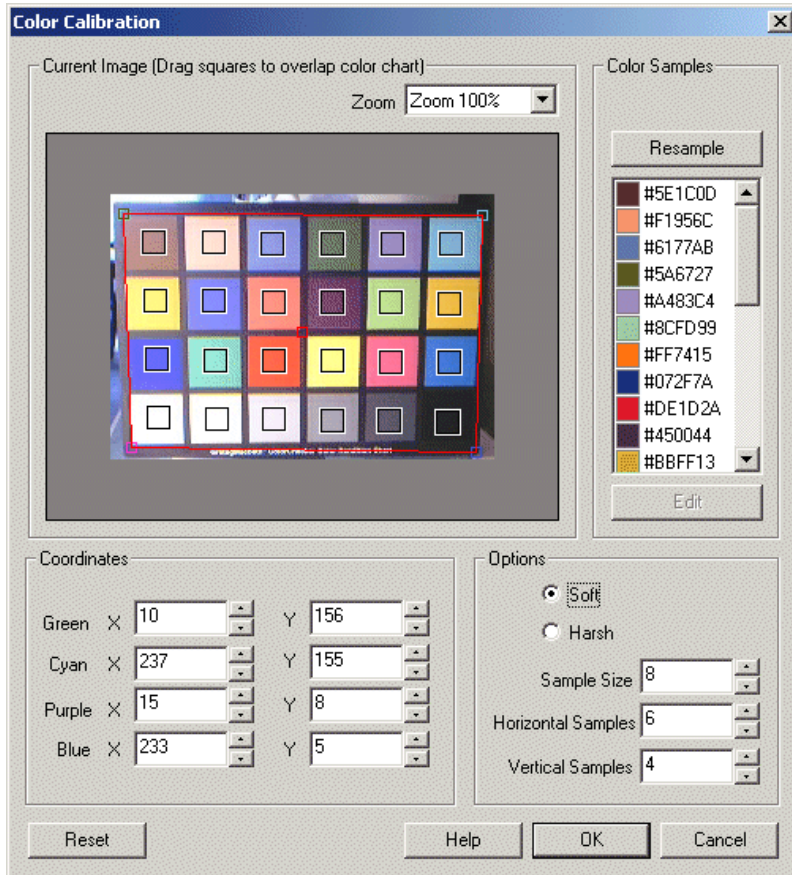 Color Calibration
Current Image (Drag squares to overlap color chart)
Zoom Zoom 100%
Color Samples
Resample
#5E1C0D
#F1956C
#6177AB
#5A6727
#A483C4
#8CFD99
#FF7415
#072F7A
#DE1D2A
#450044
#BBFF13
Edit
Coordinates
Green X 10 Y 156
Cyan X 237 Y 155
Purple X 15 Y 8
Blue X 233 Y 5
Options
Soft
Harsh
Sample Size 8
Horizontal Samples 6
Vertical Samples 4
Reset
Help
OK
Cancel